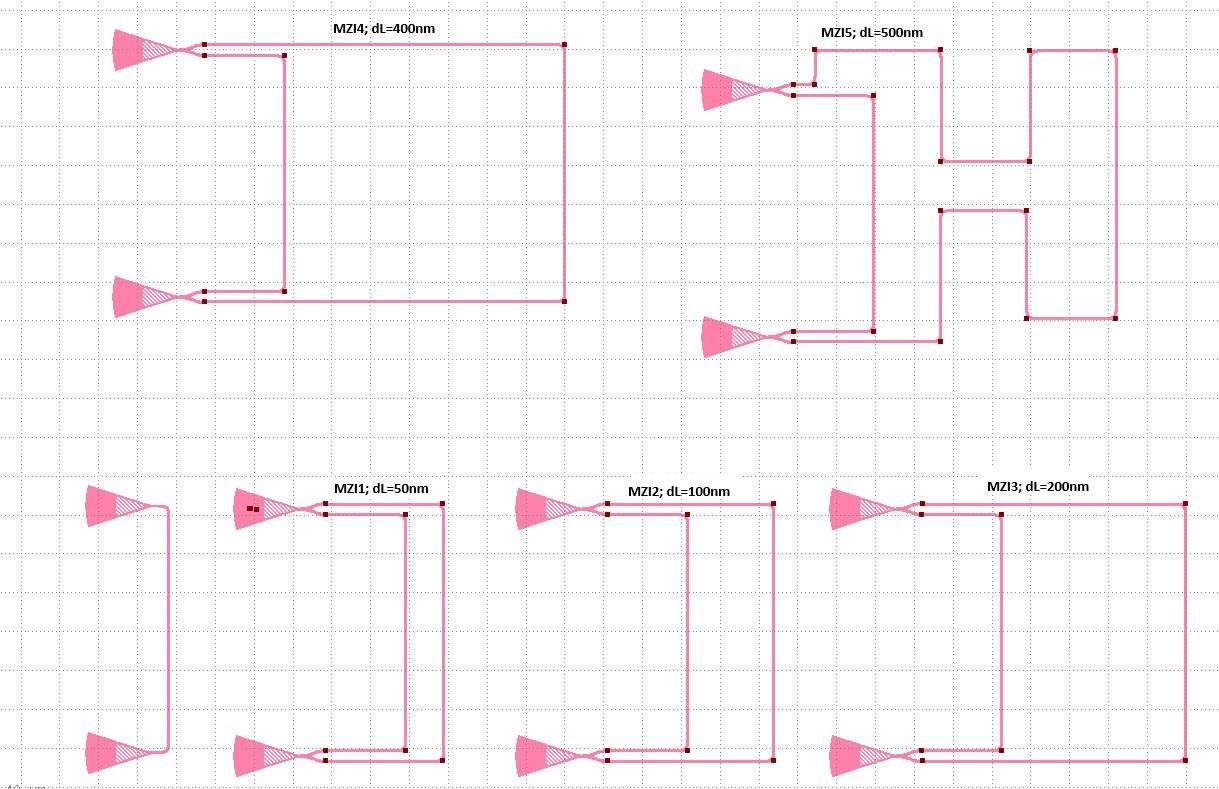 MZI4; dL=400nm
MZI5; dL=500nm
MZI1; dL=50nm
MZI2; dL=100nm
MZI3; dL=200nm